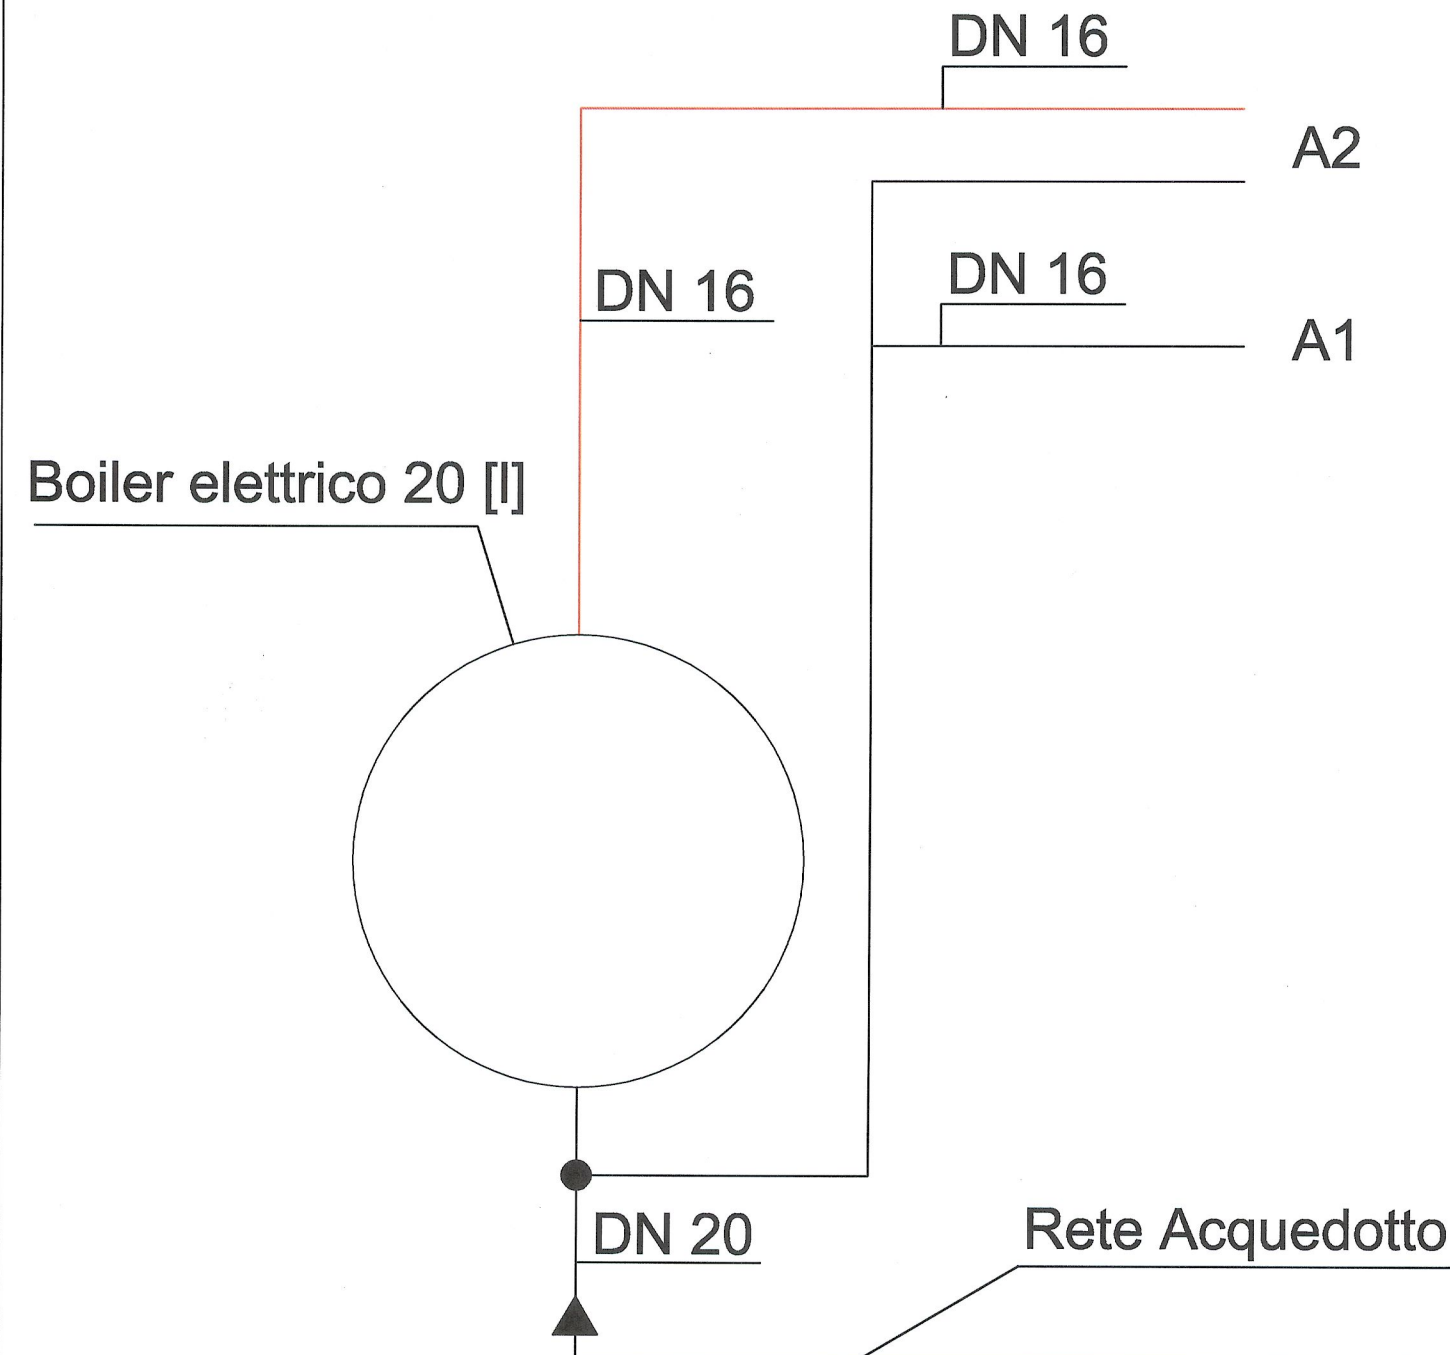 DN 16
A2
DN 16
DN 16
A1
Boiler elettrico 20 [l]
DN 20
Rete Acquedotto